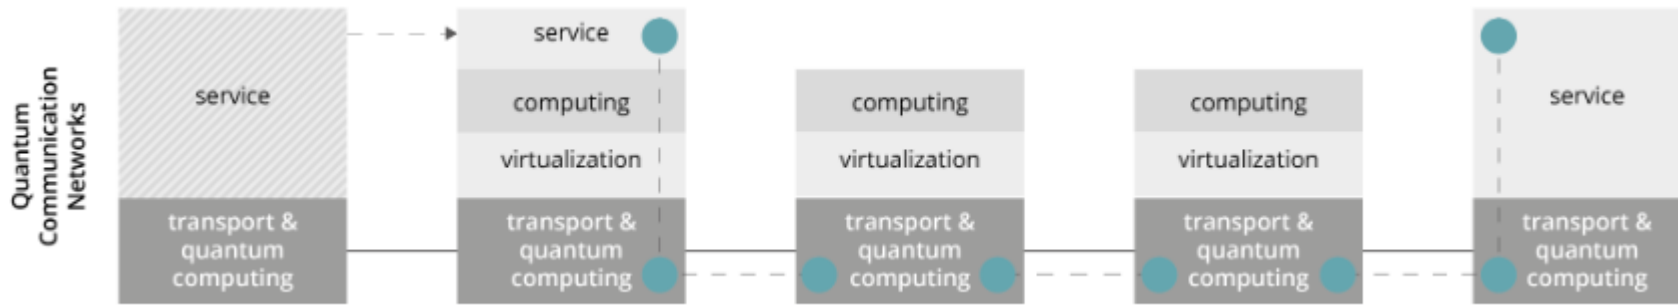 Quantum
Communication
Networks
service
transport &
quantum
computing
service
computing
virtualization
transport &
quantum
computing
computing
virtualization
transport &
quantum
computing
computing
virtualization
transport &
quantum
computing
service
transport &
quantum
computing